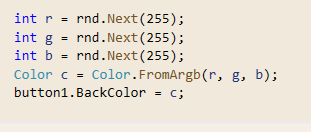 int r = rnd.Next(255);
int g = rnd.Next(255);
int b = rnd.Next(255);
Color c = Color.FromArgb(r, g, b);
button1.BackColor = c;